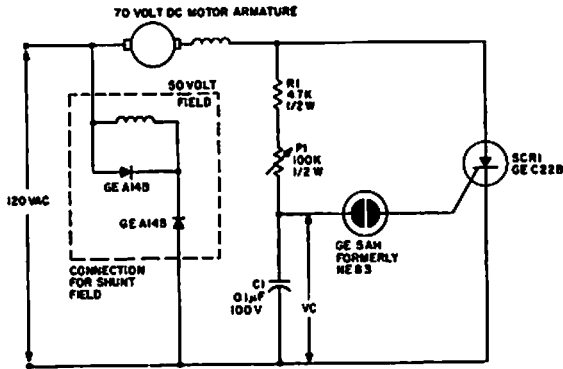 70 VOLT DC MOTOR ARMATURE
50 VOLT
FIELD
GE A14B
GE A14B
CONNECTION
FOR SHUNT
FIELD
120 VAC
R1
4.7K
1/2 W
P1
100K
1/2 W
SCR1
GE C22B
GE 5AH
FORMERLY
NE 83
C1
0.1µF
100V
VC